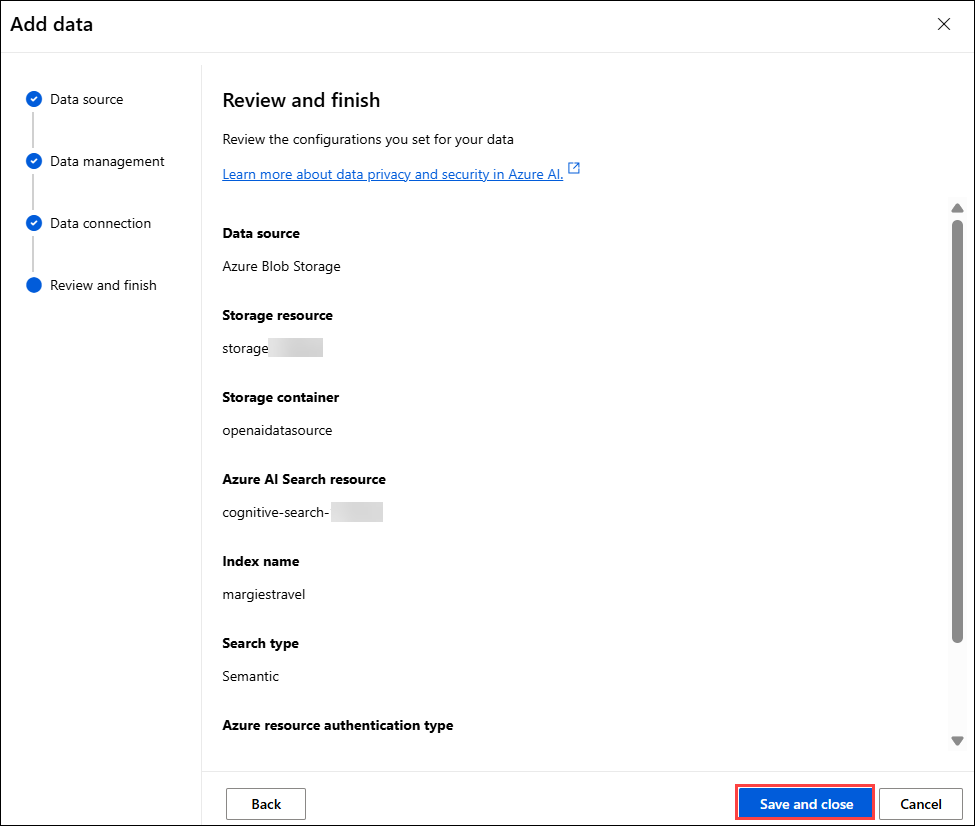 Add data
Data source
Data management
Data connection
Review and finish
Review and finish
Review the configurations you set for your data
Learn more about data privacy and security in Azure AI.
Data source
Azure Blob Storage
Storage resource
storage
Storage container
openaidatasource
Azure AI Search resource
cognitive-search-
Index name
margiestravel
Search type
Semantic
Azure resource authentication type
Back
Save and close
Cancel